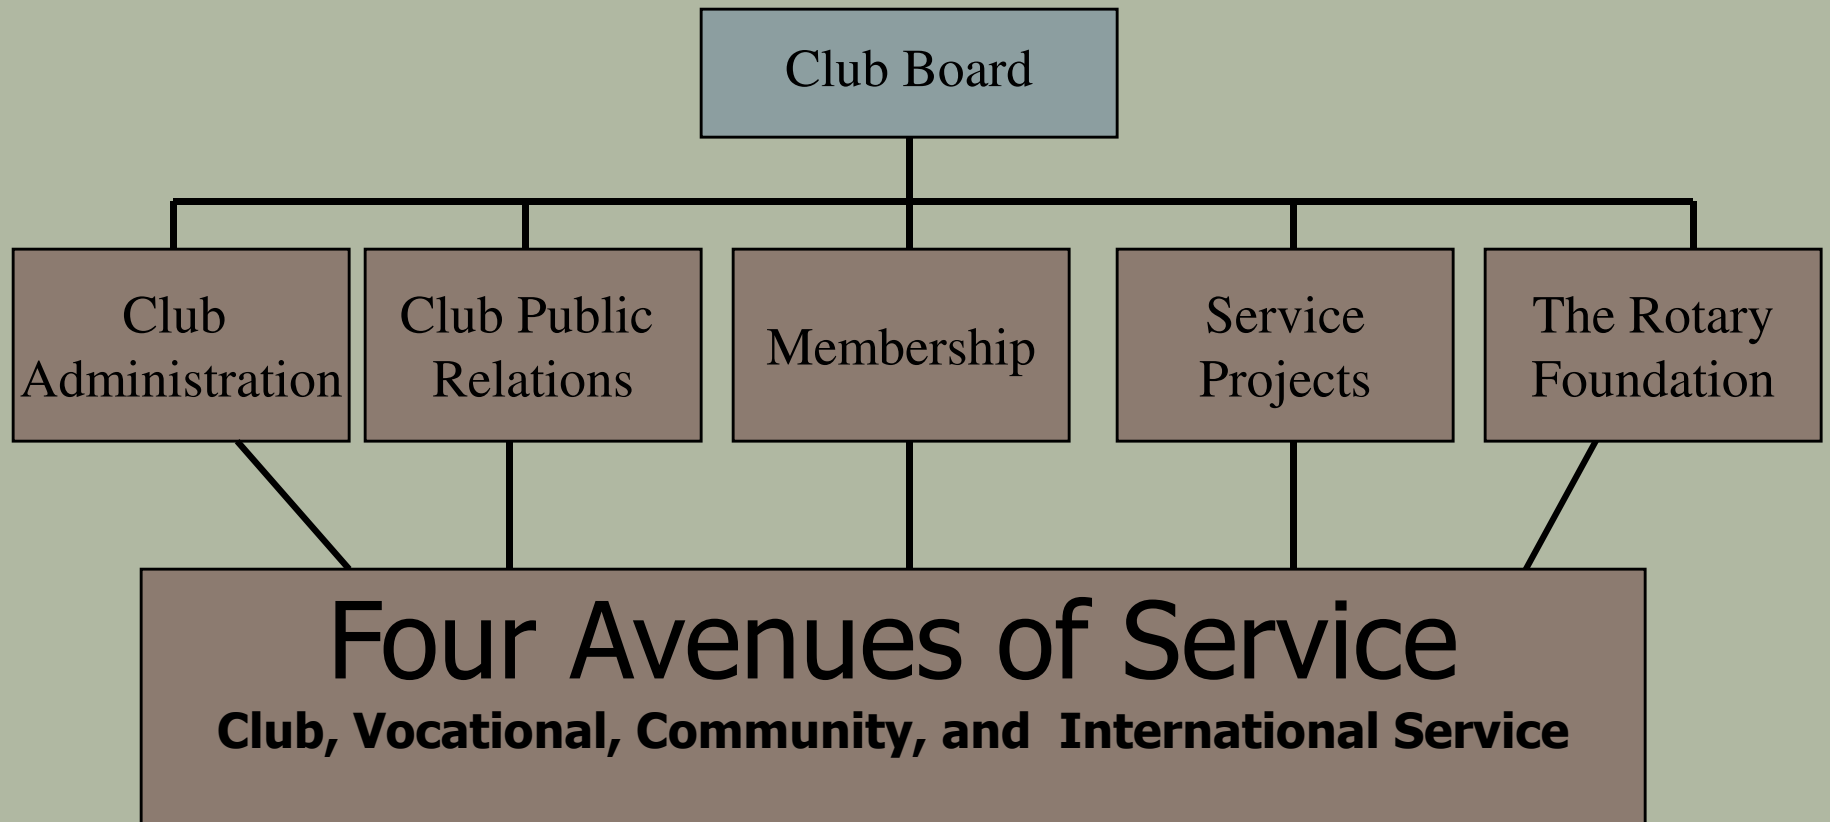 Club Board
Club
Administration
Club Public
Relations
Membership
Service
Projects
The Rotary
Foundation
Four Avenues of Service
Club, Vocational, Community, and  International Service